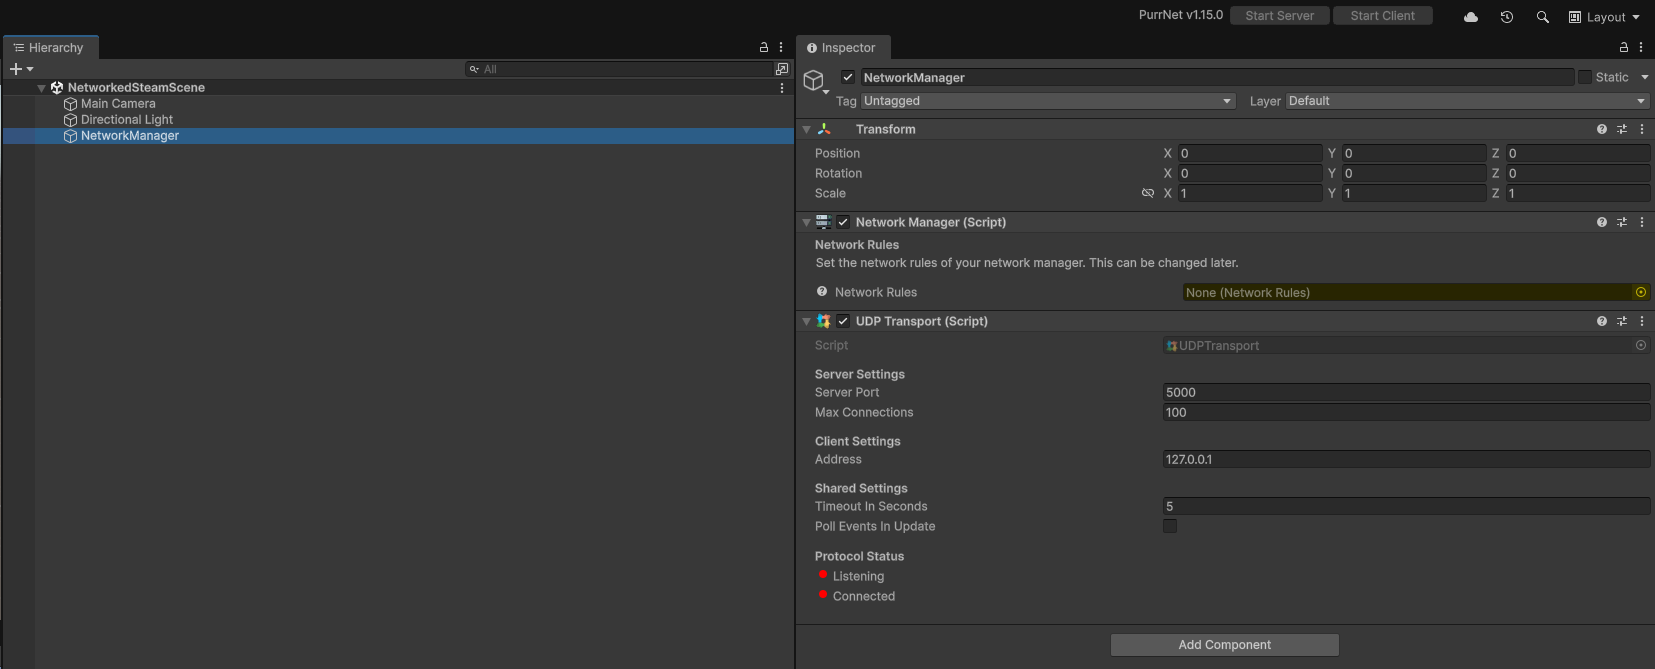 PurrNet v1.15.0 Start Server Start Client Layout
Hierarchy
All
NetworkedSteamScene
Main Camera
Directional Light
NetworkManager
Inspector
NetworkManager Static
Tag Untagged Layer Default
Transform
Position X 0 Y 0 Z 0
Rotation X 0 Y 0 Z 0
Scale X 1 Y 1 Z 1
Network Manager (Script)
Network Rules
Set the network rules of your network manager. This can be changed later.
Network Rules None (Network Rules)
UDP Transport (Script)
Script UDPTransport
Server Settings
Server Port 5000
Max Connections 100
Client Settings
Address 127.0.0.1
Shared Settings
Timeout In Seconds 5
Poll Events In Update
Protocol Status
Listening
Connected
Add Component